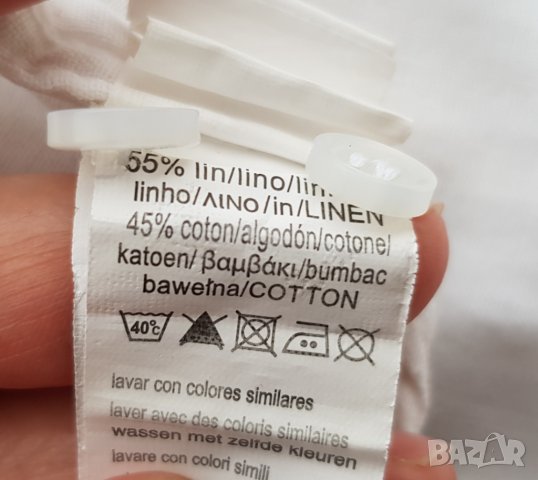 55% lin/lino/
linho/ΛΙΝΟ/in/LINEN
45% coton/algodón/cotone/
katoen/βαμβάκι/bumbac
bawełna/COTTON
40°c
lavar con colores similares
laver avec des coloris similaires
wassen met zelfde kleuren
lavare con colori simili
BAZAR